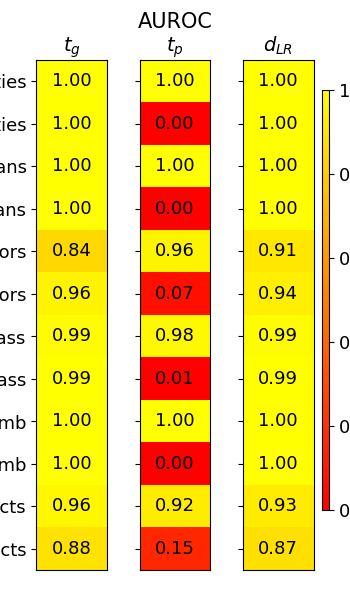 AUROC
t_g t_p d_LR
ties 1.00 1.00 1.00 1
ties 1.00 0.00 1.00
ans 1.00 1.00 1.00 0
ans 1.00 0.00 1.00
ors 0.84 0.96 0.91 0
ors 0.96 0.07 0.94
ass 0.99 0.98 0.99 0
ass 0.99 0.01 0.99
mb 1.00 1.00 1.00 0
mb 1.00 0.00 1.00
cts 0.96 0.92 0.93 0
cts 0.88 0.15 0.87